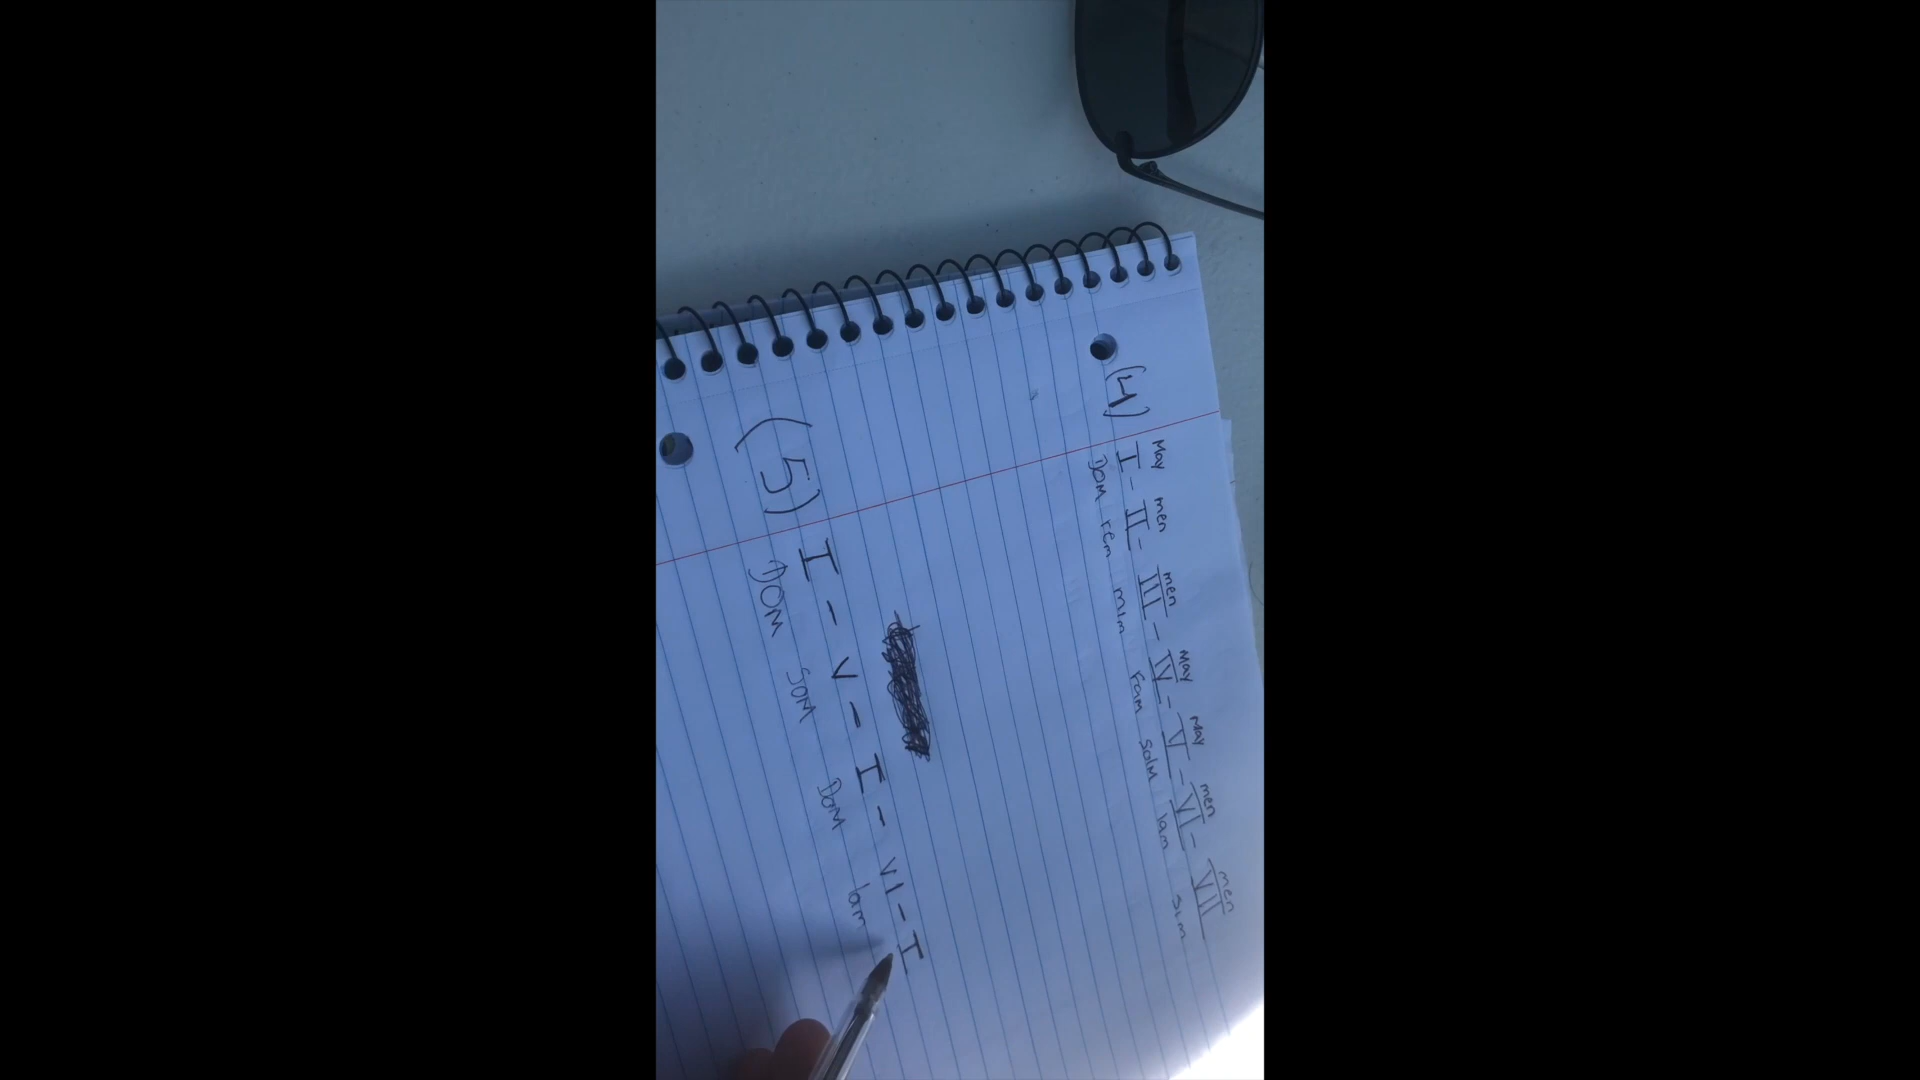 May men men May May men men
(4) I - II - III - IV - V - VI - VII
DOM rem mim Fam Solm lam sim
(5) I - V - I - VI - I
DOM SOM DOM lam